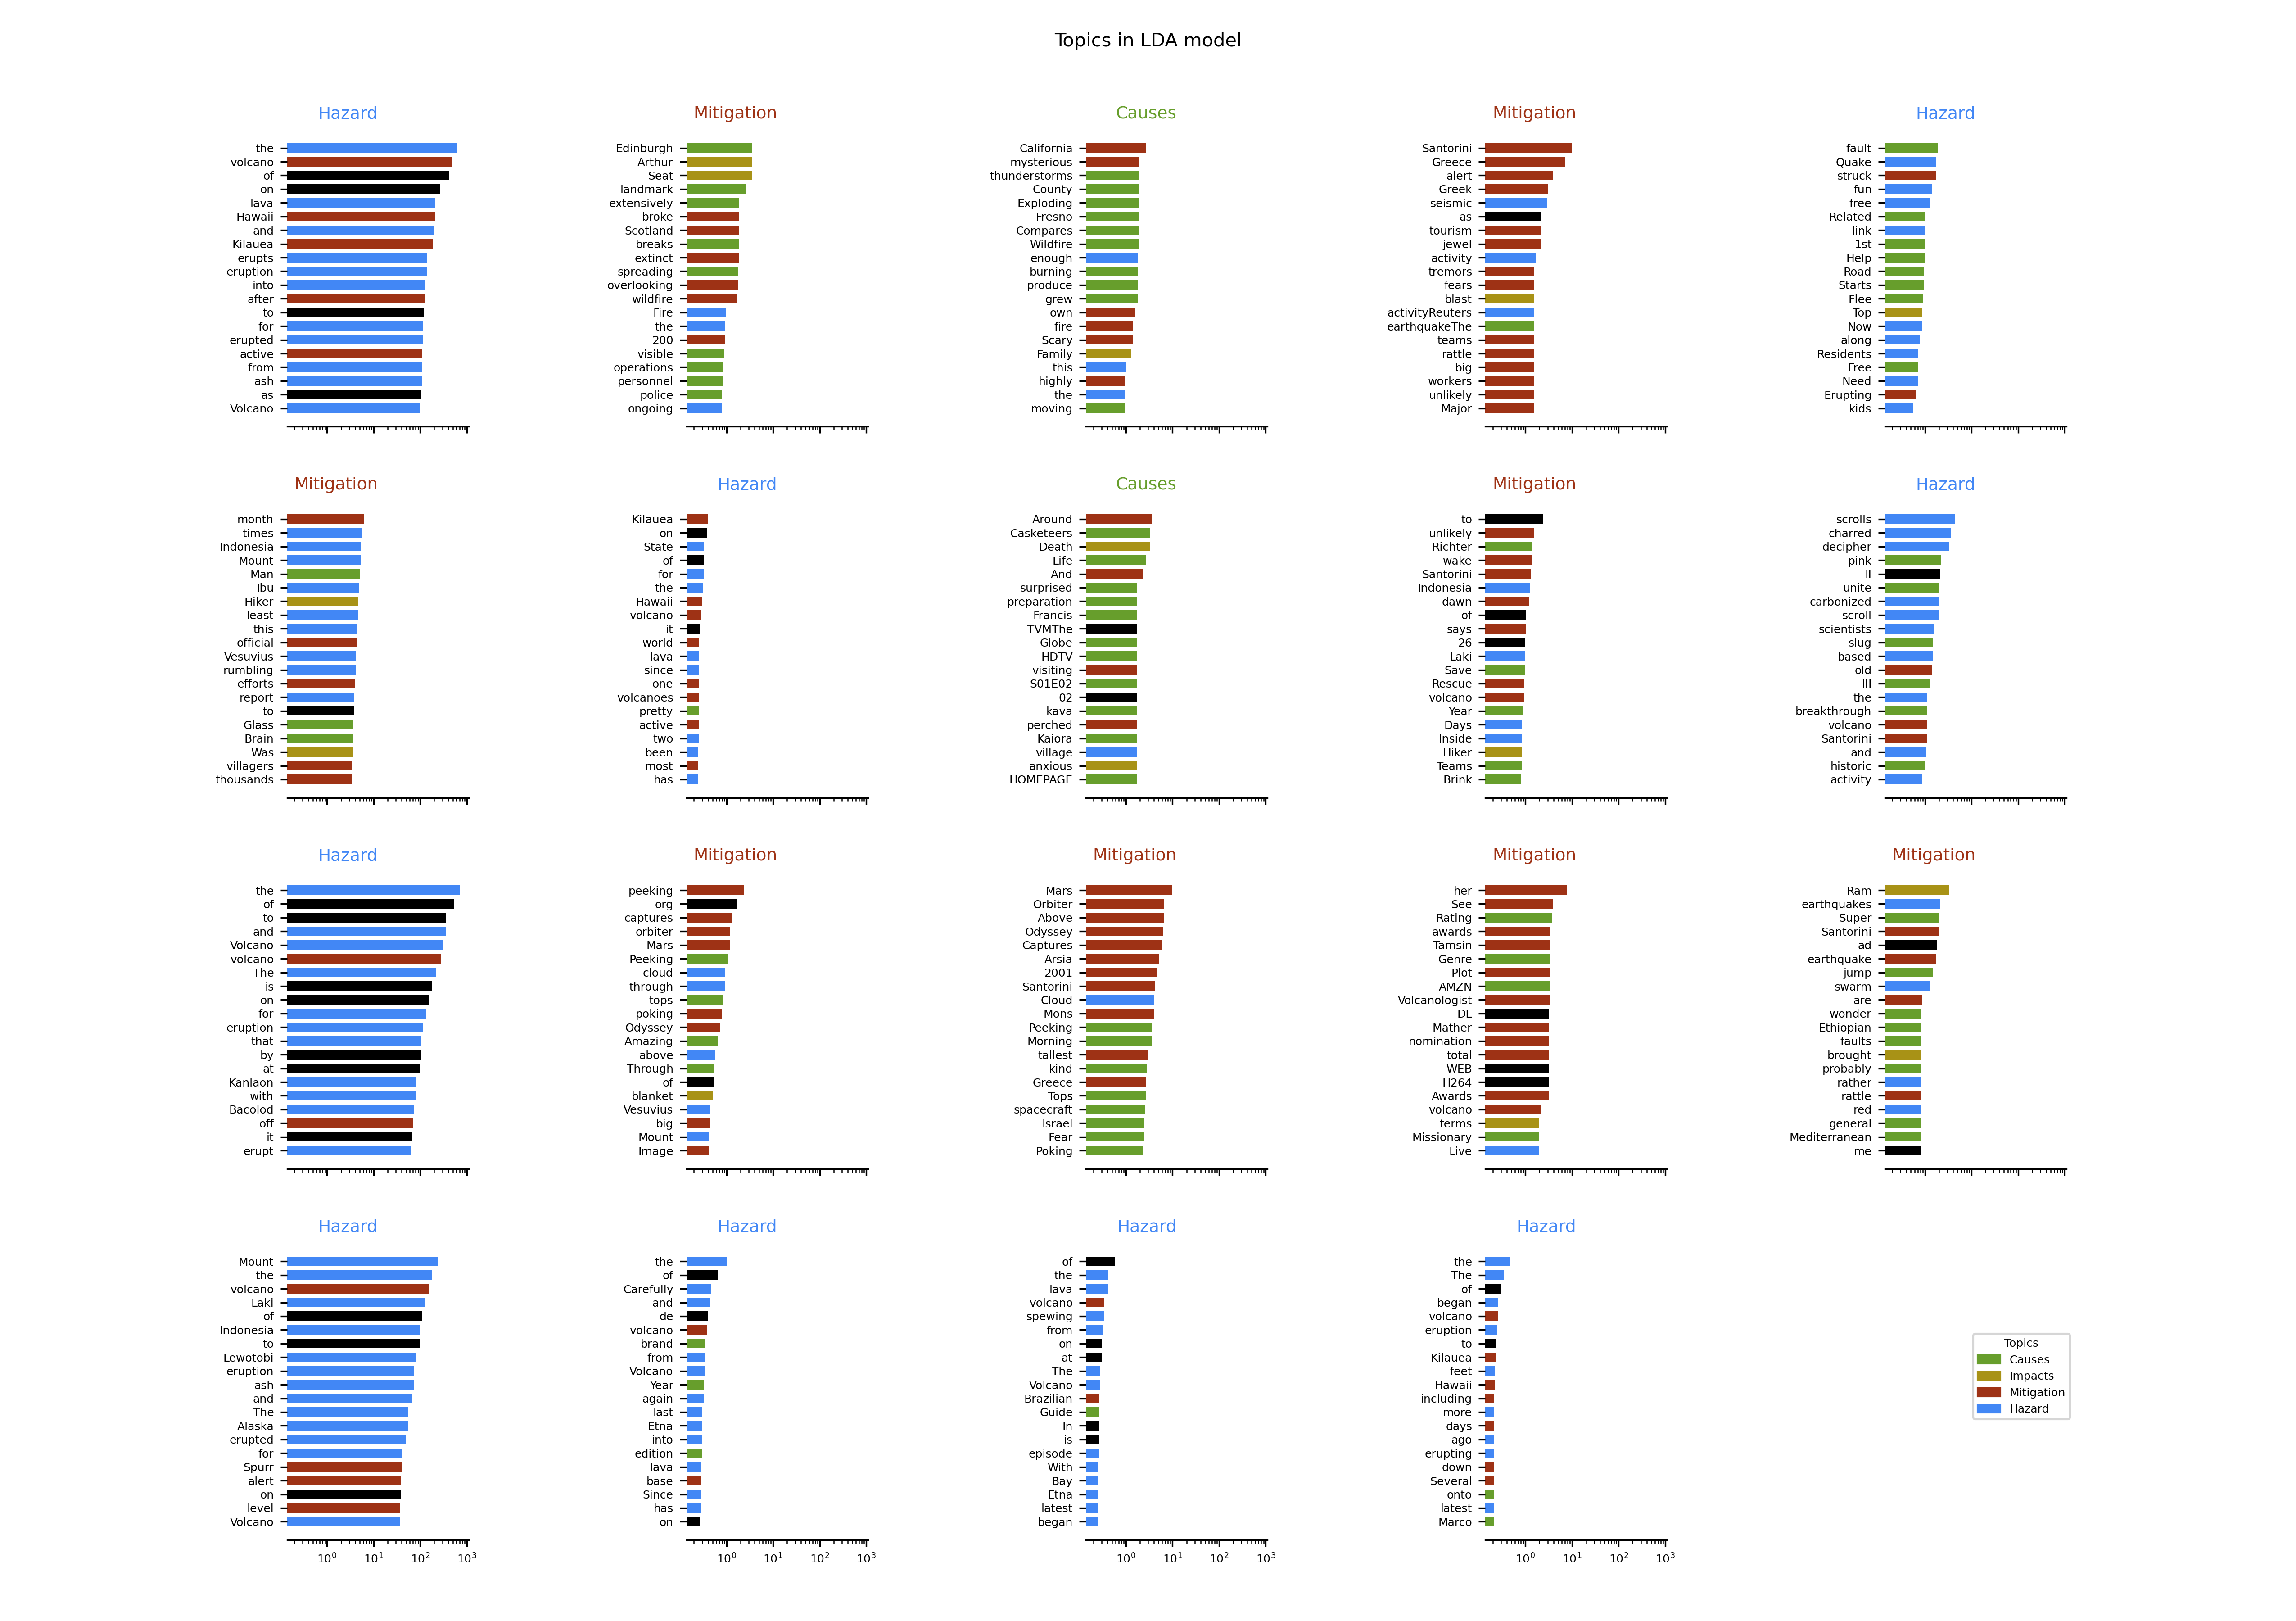 Topics in LDA model
Hazard
the
volcano
of
on
lava
Hawaii
and
Kilauea
erupts
eruption
into
after
to
for
erupted
active
from
ash
as
Volcano
Mitigation
Edinburgh
Arthur
Seat
landmark
extensively
broke
Scotland
breaks
extinct
spreading
overlooking
wildfire
Fire
the
200
visible
operations
personnel
police
ongoing
Causes
California
mysterious
thunderstorms
County
Exploding
Fresno
Compares
Wildfire
enough
burning
produce
grew
own
fire
Scary
Family
this
highly
the
moving
Mitigation
Santorini
Greece
alert
Greek
seismic
as
tourism
jewel
activity
tremors
fears
blast
activityReuters
earthquakeThe
teams
rattle
big
workers
unlikely
Major
Hazard
fault
Quake
struck
fun
free
Related
link
1st
Help
Road
Starts
Flee
Top
Now
along
Residents
Free
Need
Erupting
kids
Mitigation
month
times
Indonesia
Mount
Man
Ibu
Hiker
least
this
official
Vesuvius
rumbling
efforts
report
to
Glass
Brain
Was
villagers
thousands
Hazard
Kilauea
on
State
of
for
the
Hawaii
volcano
it
world
lava
since
one
volcanoes
pretty
active
two
been
most
has
Causes
Around
Casketeers
Death
Life
And
surprised
preparation
Francis
TVMThe
Globe
HDTV
visiting
S01E02
02
kava
perched
Kaiora
village
anxious
HOMEPAGE
Mitigation
to
unlikely
Richter
wake
Santorini
Indonesia
dawn
of
says
26
Laki
Save
Rescue
volcano
Year
Days
Inside
Hiker
Teams
Brink
Hazard
scrolls
charred
decipher
pink
II
unite
carbonized
scroll
scientists
slug
based
old
III
the
breakthrough
volcano
Santorini
and
historic
activity
Hazard
the
of
to
and
Volcano
volcano
The
is
on
for
eruption
that
by
at
Kanlaon
with
Bacolod
off
it
erupt
Mitigation
peeking
org
captures
orbiter
Mars
Peeking
cloud
through
tops
poking
Odyssey
Amazing
above
Through
of
blanket
Vesuvius
big
Mount
Image
Mitigation
Mars
Orbiter
Above
Odyssey
Captures
Arsia
2001
Santorini
Cloud
Mons
Peeking
Morning
tallest
kind
Greece
Tops
spacecraft
Israel
Fear
Poking
Mitigation
her
See
Rating
awards
Tamsin
Genre
Plot
AMZN
Volcanologist
DL
Mather
nomination
total
WEB
H264
Awards
volcano
terms
Missionary
Live
Mitigation
Ram
earthquakes
Super
Santorini
ad
earthquake
jump
swarm
are
wonder
Ethiopian
faults
brought
probably
rather
rattle
red
general
Mediterranean
me
Hazard
Mount
the
volcano
Laki
of
Indonesia
to
Lewotobi
eruption
ash
and
The
Alaska
erupted
for
Spurr
alert
on
level
Volcano
10⁰ 10¹ 10² 10³
Hazard
the
of
Carefully
and
de
volcano
brand
from
Volcano
Year
again
last
Etna
into
edition
lava
base
Since
has
on
10⁰ 10¹ 10² 10³
Hazard
of
the
lava
volcano
spewing
from
on
at
The
Volcano
Brazilian
Guide
In
is
episode
With
Bay
Etna
latest
began
10⁰ 10¹ 10² 10³
Hazard
the
The
of
began
volcano
eruption
to
Kilauea
feet
Hawaii
including
more
days
ago
erupting
down
Several
onto
latest
Marco
10⁰ 10¹ 10² 10³
Topics
Causes
Impacts
Mitigation
Hazard